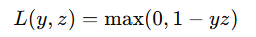 L(y, z) = max(0, 1 − yz)